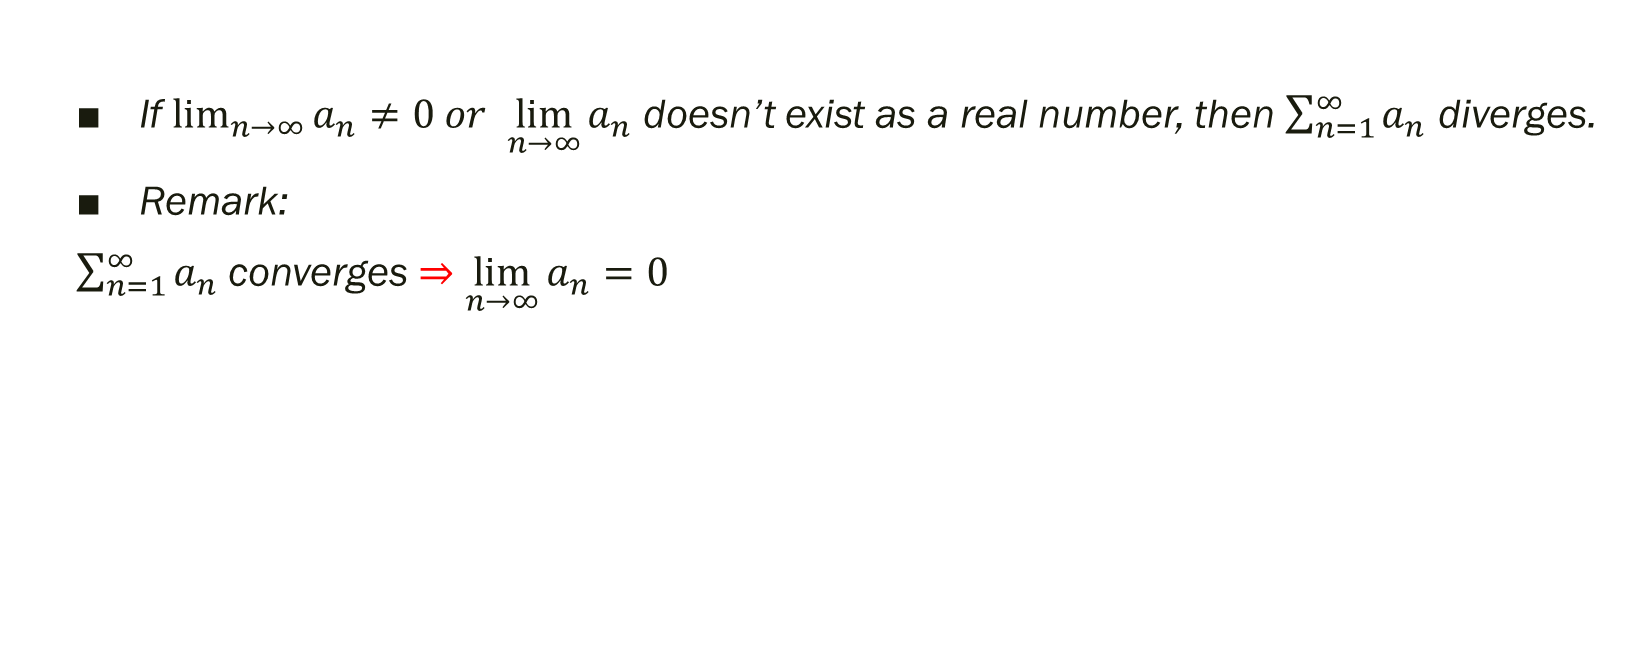 ▪ If lim_{n→∞} a_n ≠ 0 or lim_{n→∞} a_n doesn’t exist as a real number, then ∑_{n=1}^{∞} a_n diverges.
▪ Remark:
∑_{n=1}^{∞} a_n converges ⇒ lim_{n→∞} a_n = 0